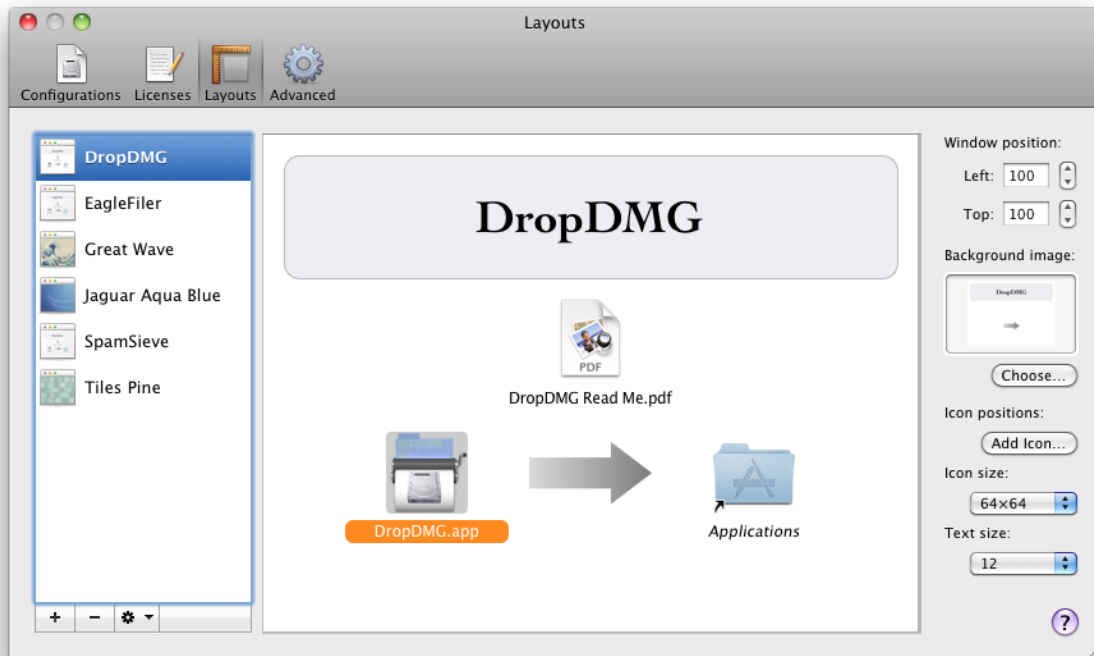 Layouts
Configurations Licenses Layouts Advanced
DropDMG
EagleFiler
Great Wave
Jaguar Aqua Blue
SpamSieve
Tiles Pine
+ −
DropDMG
PDF
DropDMG Read Me.pdf
DropDMG.app
Applications
Window position:
Left: 100
Top: 100
Background image:
DropDMG
Choose...
Icon positions:
Add Icon...
Icon size:
64×64
Text size:
12
?